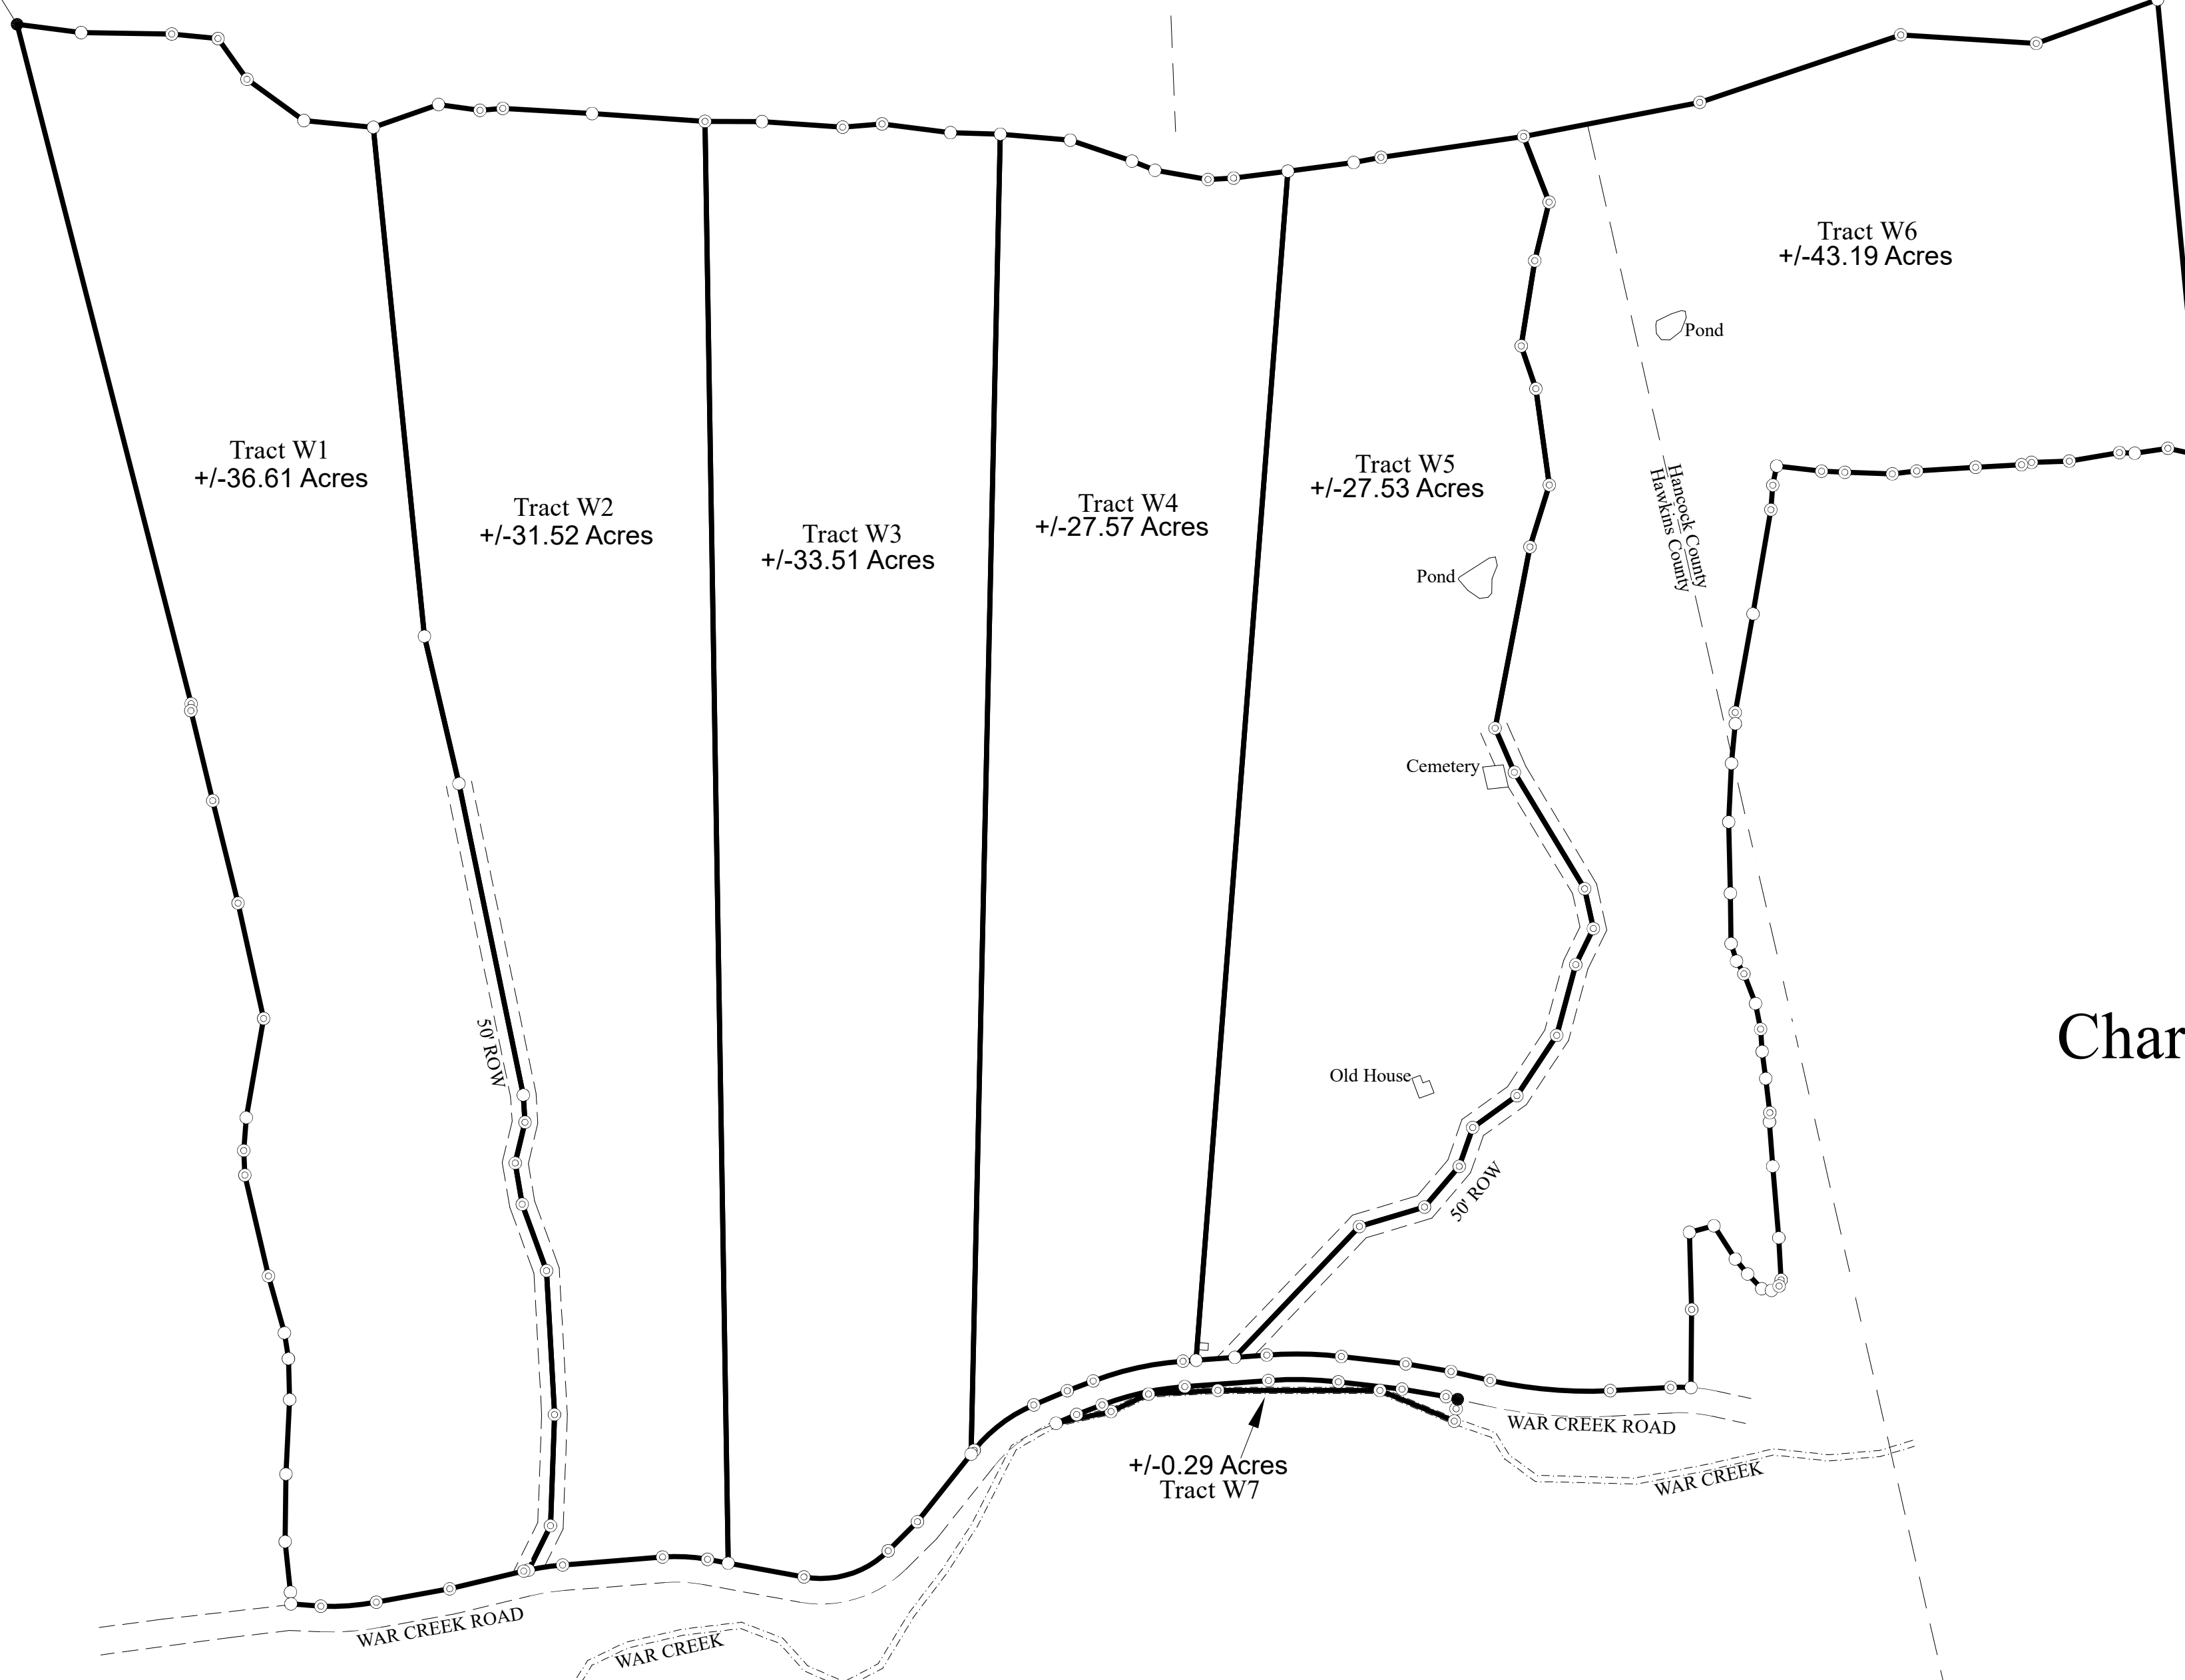 Tract W6
+/-43.19 Acres
Pond
Tract W1
+/-36.61 Acres
Tract W2
+/-31.52 Acres
Tract W3
+/-33.51 Acres
Tract W4
+/-27.57 Acres
Tract W5
+/-27.53 Acres
Hancock County
Hawkins County
Pond
Cemetery
Char
50' ROW
Old House
50' ROW
WAR CREEK ROAD
+/-0.29 Acres
Tract W7
WAR CREEK
WAR CREEK ROAD
WAR CREEK